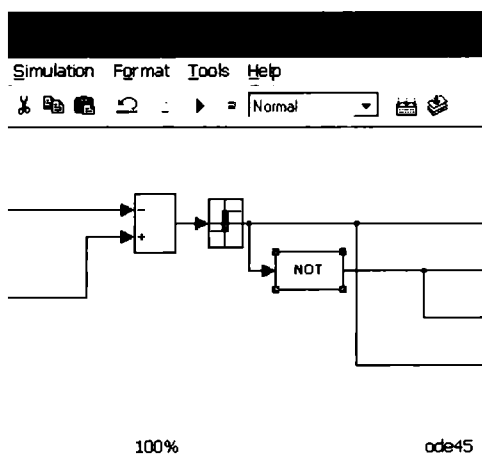 Simulation Format Tools Help
Normal
−
+
NOT
100% ode45